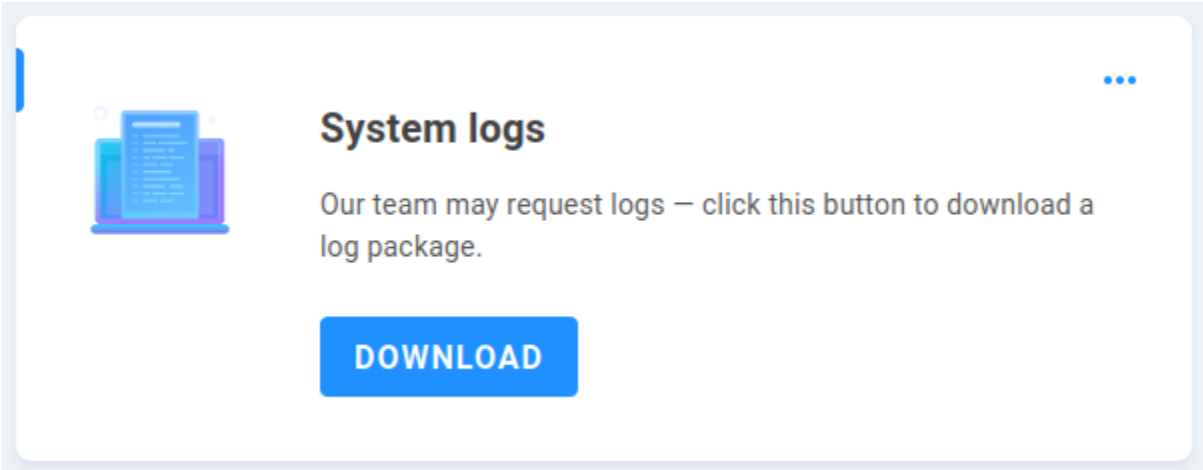 System logs
Our team may request logs — click this button to download a
log package.
DOWNLOAD